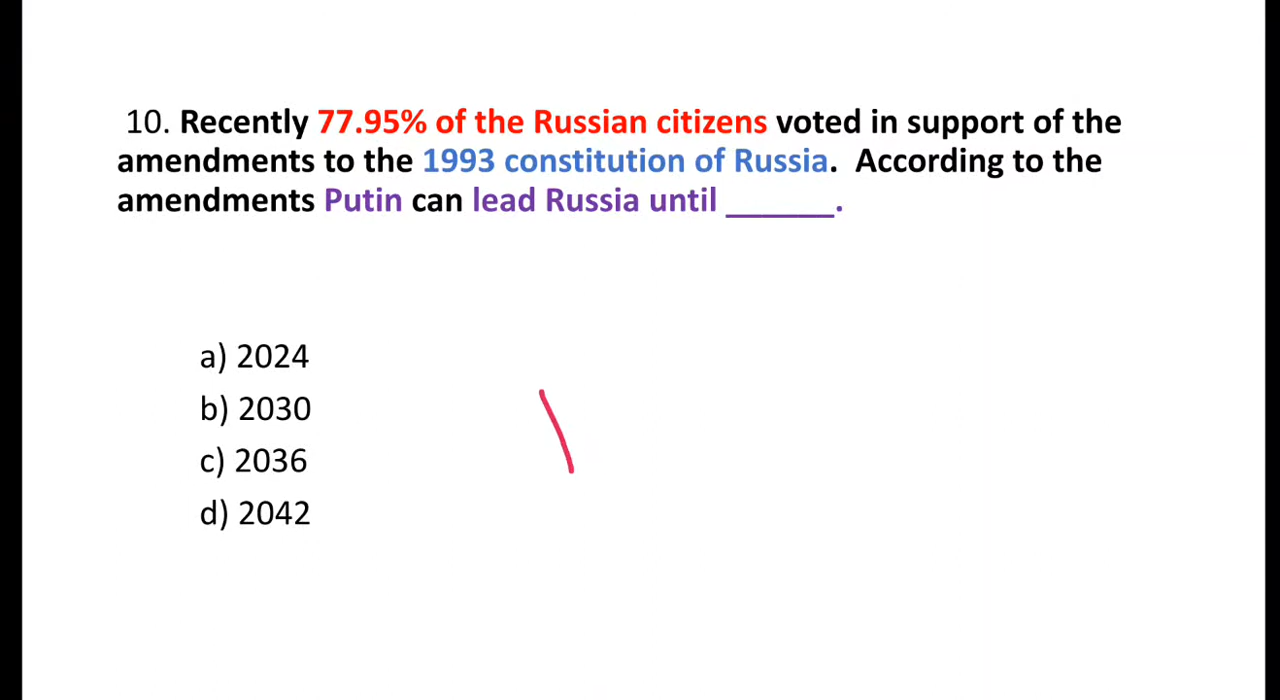 10. Recently 77.95% of the Russian citizens voted in support of the
amendments to the 1993 constitution of Russia. According to the
amendments Putin can lead Russia until ______.
a) 2024
b) 2030
c) 2036
d) 2042